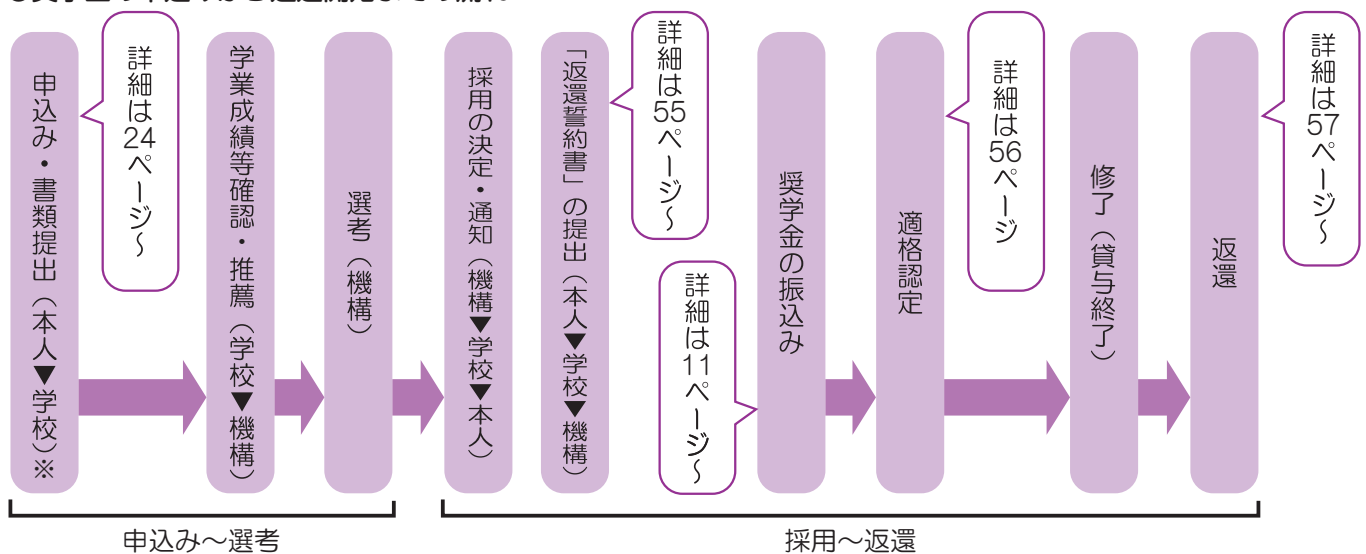 申込み・書類提出（本人▼学校）※
詳細は24ページ～
学業成績等確認・推薦（学校▼機構）
選考（機構）
採用の決定・通知（機構▼学校▼本人）
「返還誓約書」の提出（本人▼学校▼機構）
詳細は55ページ～
詳細は11ページ～
奨学金の振込み
適格認定
詳細は56ページ
修了（貸与終了）
返還
詳細は57ページ～
申込み～選考
採用～返還